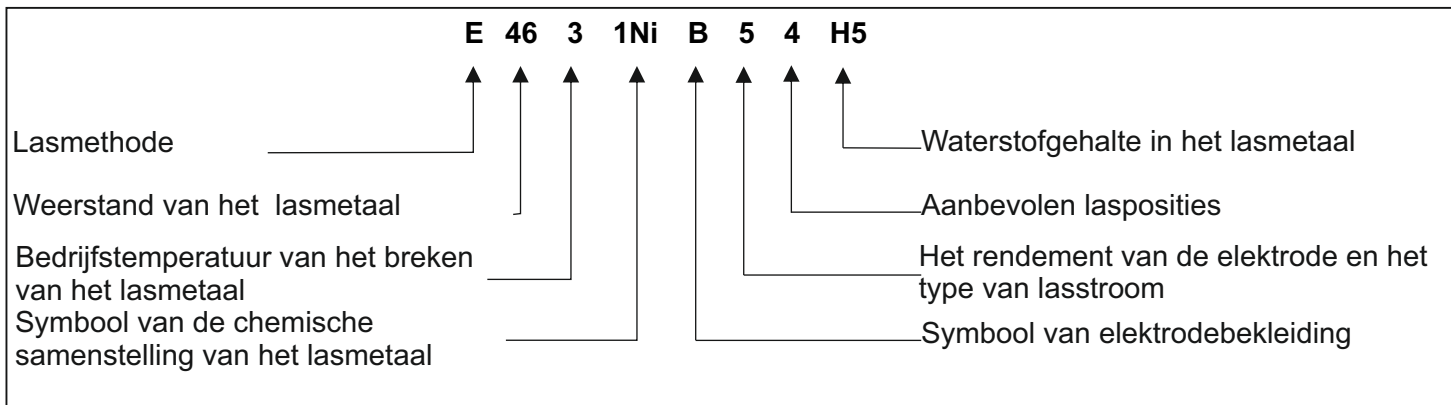 E 46 3 1Ni B 5 4 H5
Lasmethode
Weerstand van het lasmetaal
Bedrijfstemperatuur van het breken
van het lasmetaal
Symbool van de chemische
samenstelling van het lasmetaal
Waterstofgehalte in het lasmetaal
Aanbevolen lasposities
Het rendement van de elektrode en het
type van lasstroom
Symbool van elektrodebekleiding